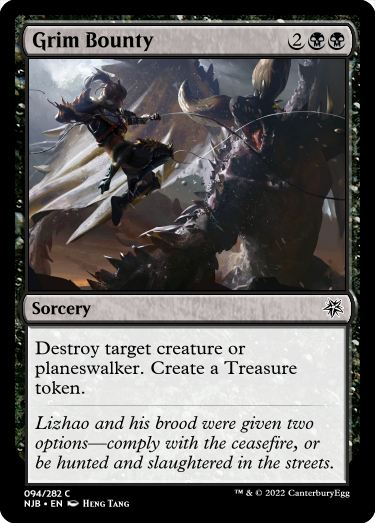 Grim Bounty 2
Sorcery
Destroy target creature or
planeswalker. Create a Treasure
token.
Lizhao and his brood were given two
options—comply with the ceasefire, or
be hunted and slaughtered in the streets.
094/282 C
NJB • EN Heng Tang
™ & © 2022 CanterburyEgg